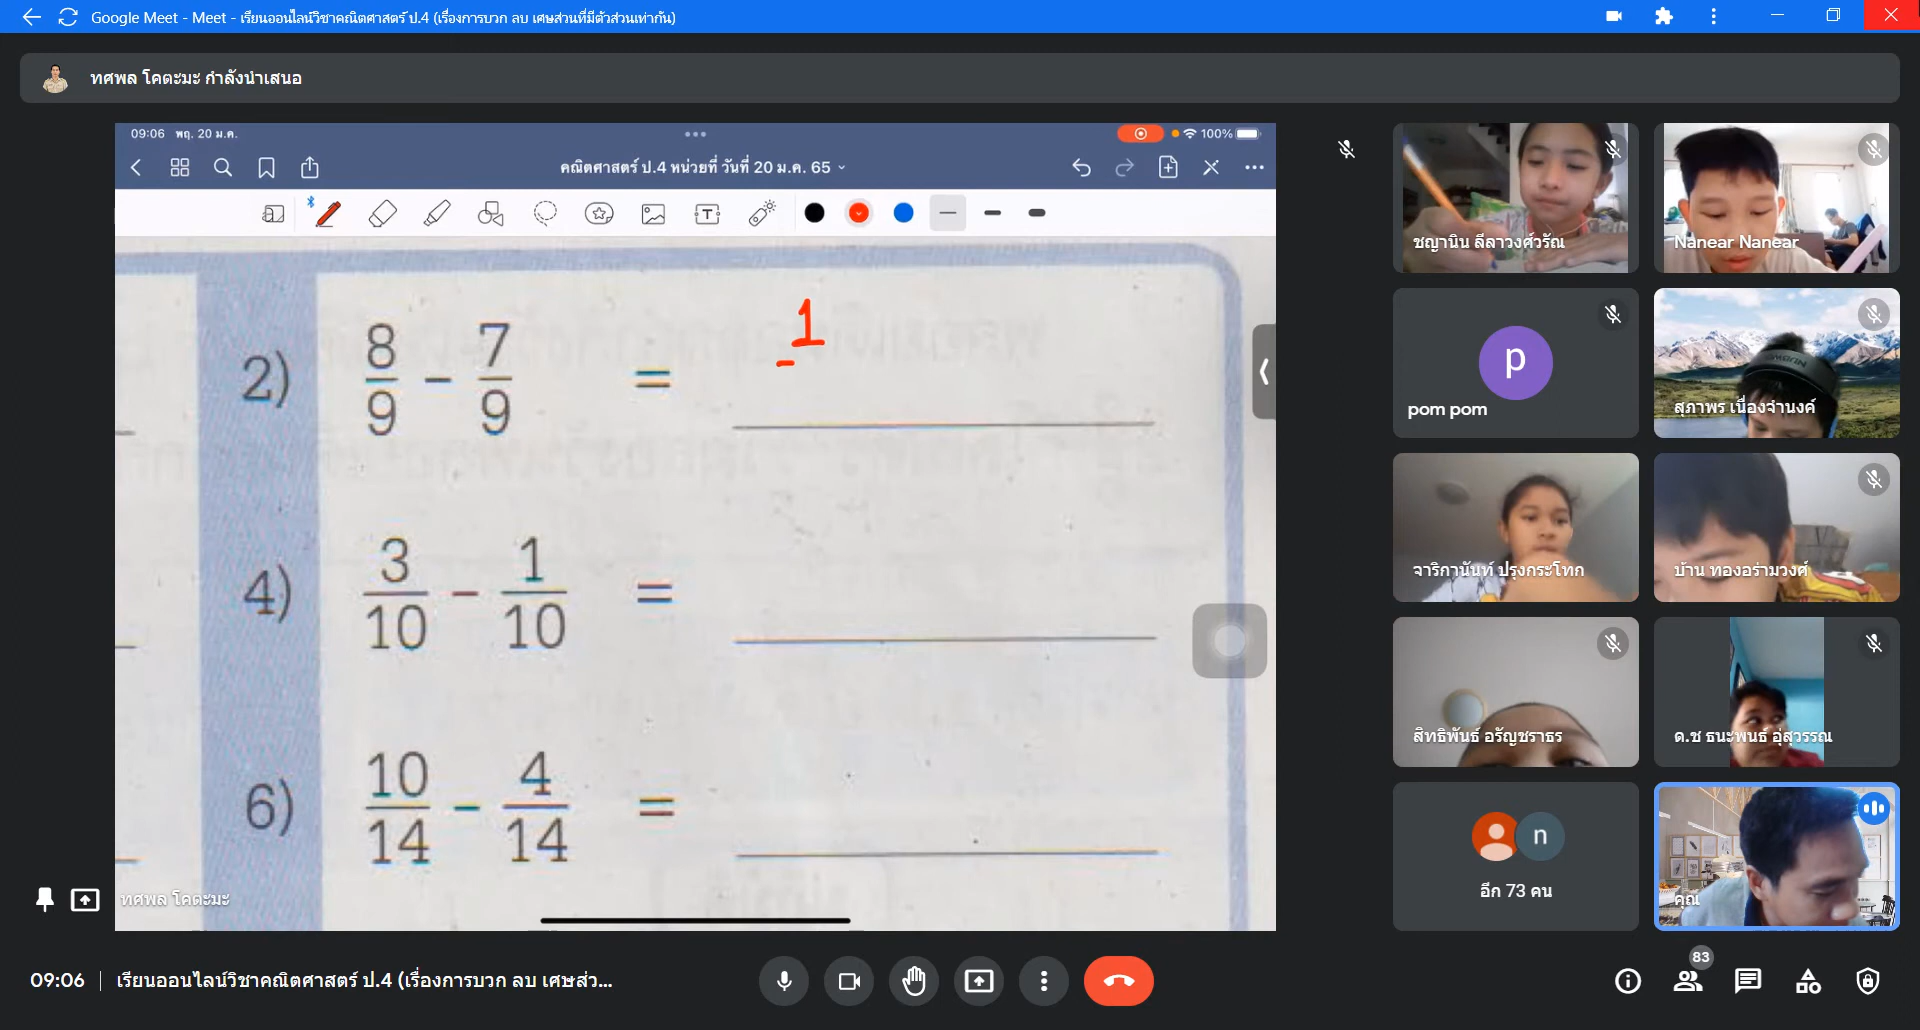 Google Meet - Meet - เรียนออนไลน์วิชาคณิตศาสตร์ ป.4 (เรื่องการบวก ลบ เศษส่วนที่มีตัวส่วนเท่ากัน)
ทศพล โคตะมะ กำลังนำเสนอ
09:06 พฤ. 20 ม.ค.
100%
คณิตศาสตร์ ป.4 หน่วยที่ วันที่ 20 ม.ค. 65
2) 8/9 - 7/9 = 1
4) 3/10 - 1/10 =
6) 10/14 - 4/14 =
ทศพล โคตะมะ
ชญานิน ลีลาวงศ์วรัณ
Nanear Nanear
p
pom pom
สุภาพร เนื่องจำนงค์
จาริกานันท์ ปรุงกระโทก
บ้าน ทองอร่ามวงศ์
สิทธิพันธ์ อรัญชราธร
ด.ช ธนะพนธ์ อุ่สุวรรณ
n
อีก 73 คน
คุณ
09:06 | เรียนออนไลน์วิชาคณิตศาสตร์ ป.4 (เรื่องการบวก ลบ เศษส่ว...
83